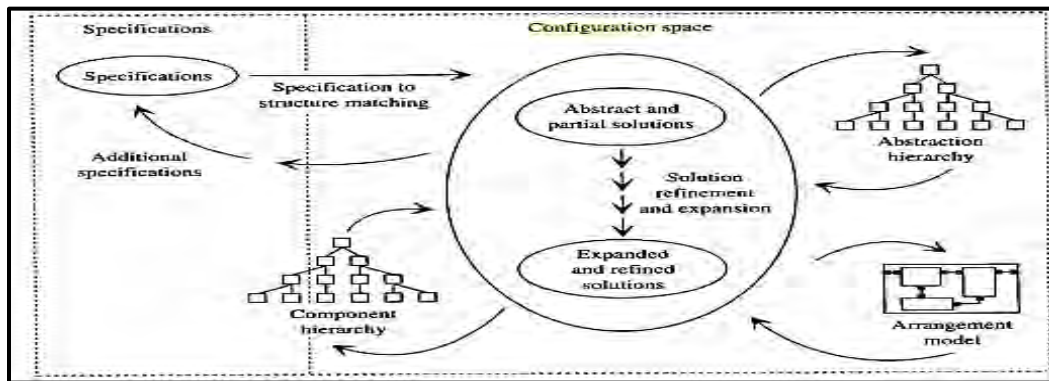 Specifications
Configuration space
Specifications
Specification to
structure matching
Abstract and
partial solutions
Abstraction
hierarchy
Additional
specifications
Solution
refinement
and expansion
Expanded
and refined
solutions
Component
hierarchy
Arrangement
model